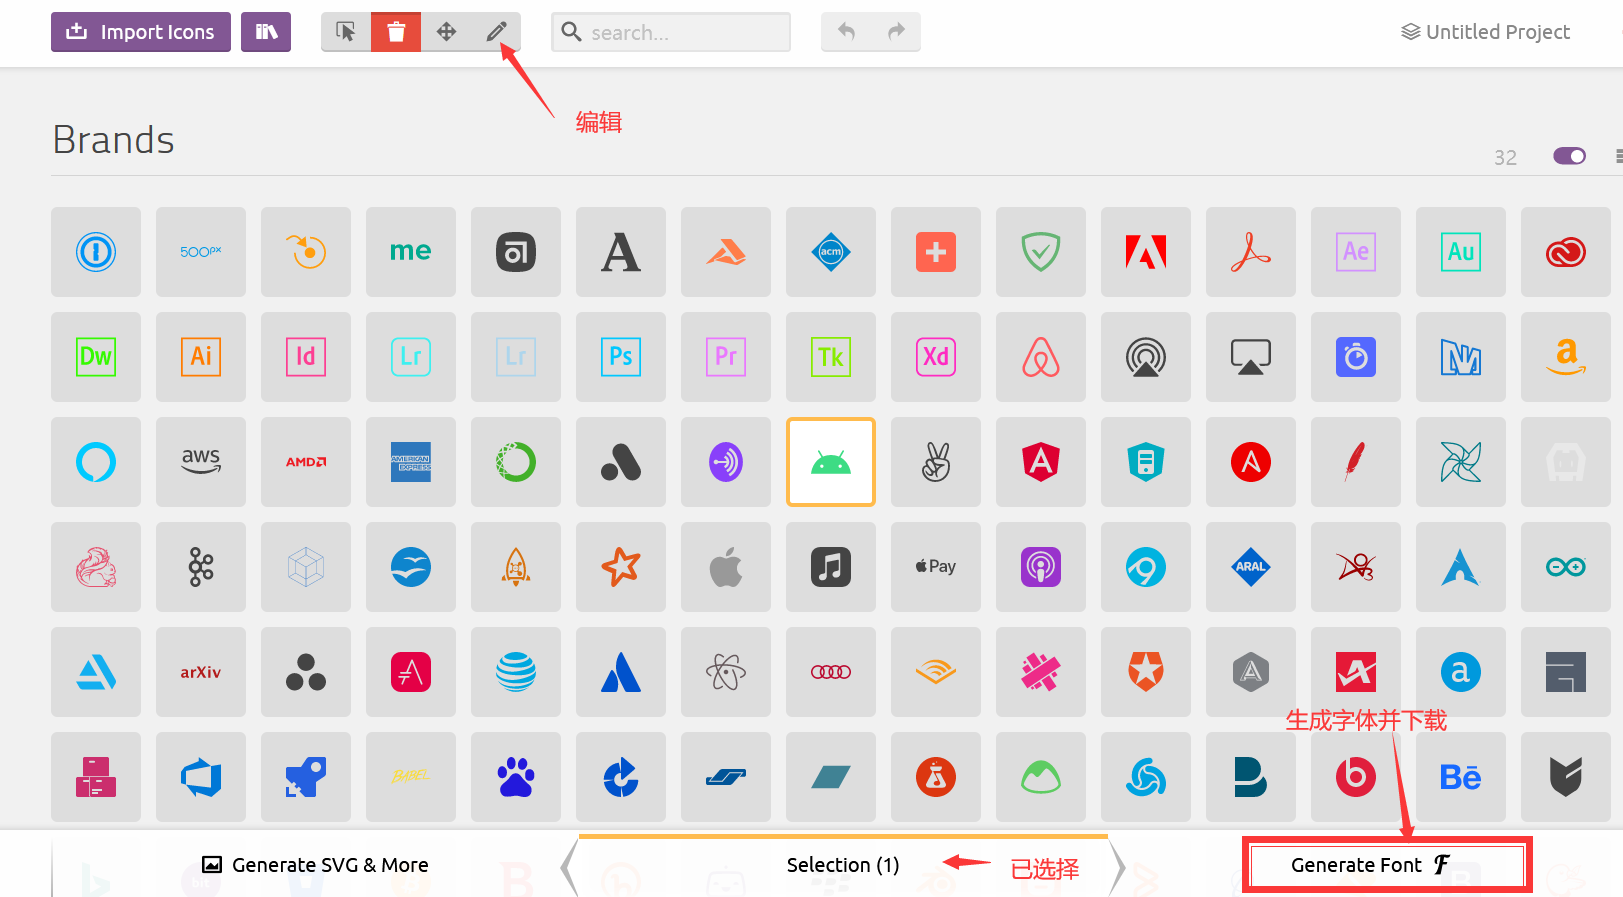 Import Icons
search...
Untitled Project
编辑
Brands
32
500px
me
A
acm
Ae
Au
Dw
Ai
Id
Lr
Lr
Ps
Pr
Tk
Xd
a
aws
AMD
AMERICAN EXPRESS
A
A
Pay
ARAL
arXiv
A
a
生成字体并下载
BABEL
b
Bē
Generate SVG & More
Selection (1)
已选择
Generate Font